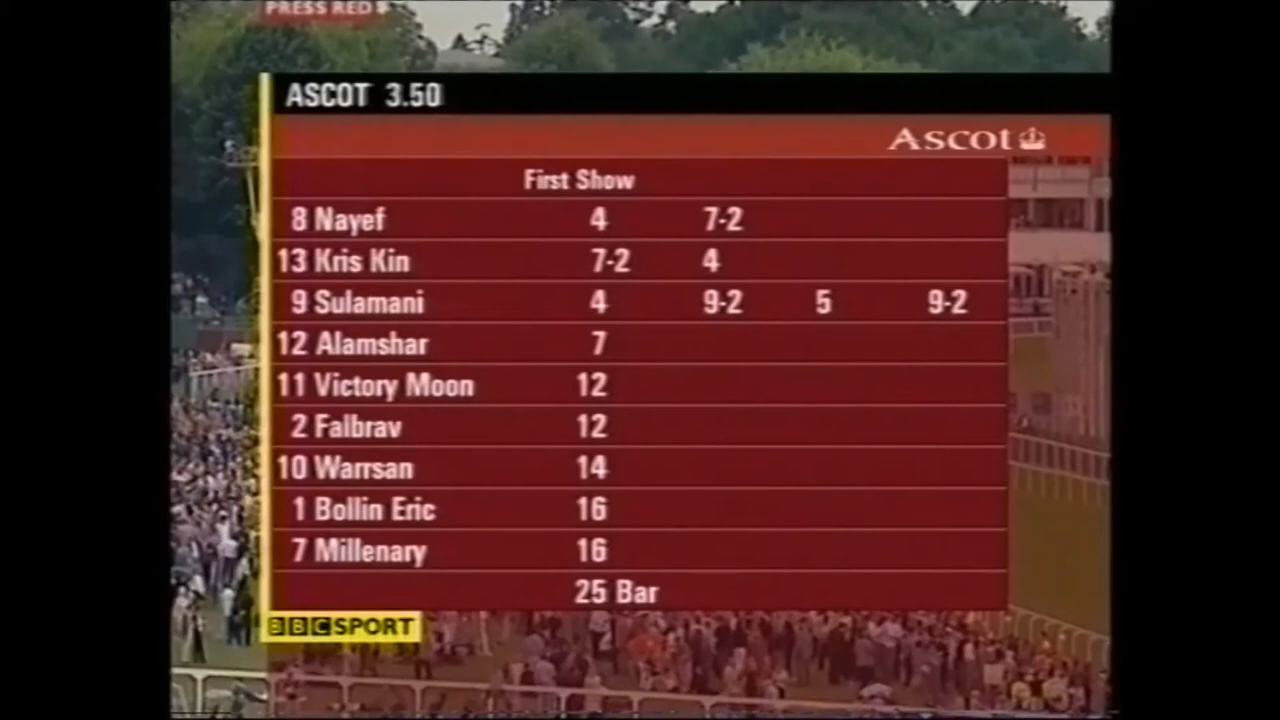 PRESS RED
ASCOT 3.50
Ascot
First Show
8 Nayef 4 7-2
13 Kris Kin 7-2 4
9 Sulamani 4 9-2 5 9-2
12 Alamshar 7
11 Victory Moon 12
2 Falbrav 12
10 Warrsan 14
1 Bollin Eric 16
7 Millenary 16
25 Bar
BBC SPORT